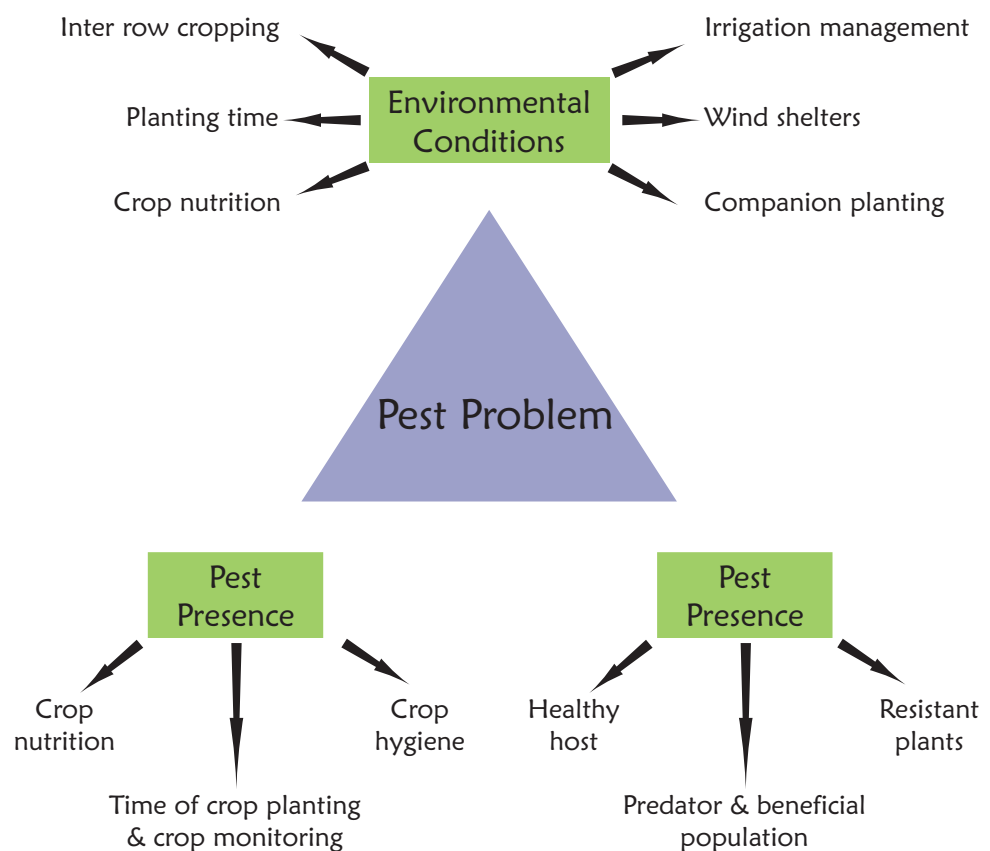 Inter row cropping
Planting time
Crop nutrition
Environmental
Conditions
Irrigation management
Wind shelters
Companion planting
Pest Problem
Pest
Presence
Crop
nutrition
Time of crop planting
& crop monitoring
Crop
hygiene
Pest
Presence
Healthy
host
Predator & beneficial
population
Resistant
plants